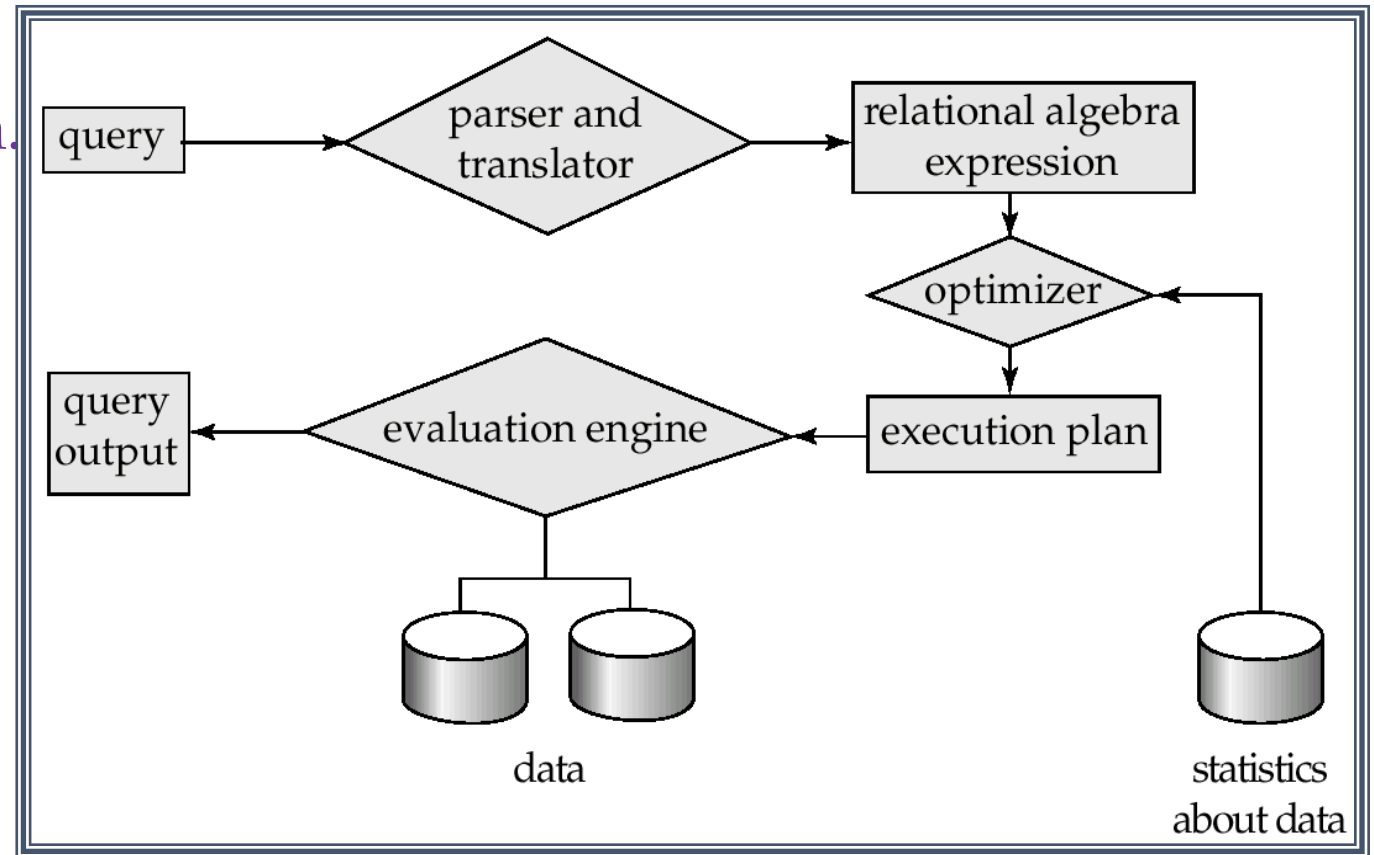 query
parser and
translator
relational algebra
expression
optimizer
query
output
evaluation engine
execution plan
data
statistics
about data